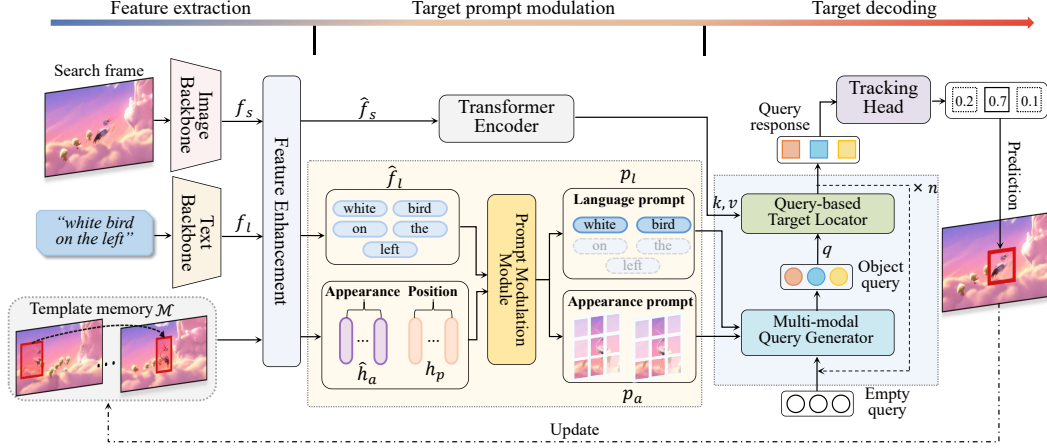 Feature extraction
Target prompt modulation
Target decoding
Search frame
Image
Backbone
f_s
"white bird
on the left"
Text
Backbone
f_l
Template memory ℳ
...
Feature Enhancement
f̂_s
Transformer
Encoder
f̂_l
white
bird
on
the
left
Appearance
Position
...
...
ĥ_a
h_p
Prompt Modulation
Module
p_l
Language prompt
white
bird
on
the
left
Appearance prompt
p_a
Query
response
Tracking
Head
0.2
0.7
0.1
Prediction
× n
k, v
Query-based
Target Locator
q
Object
query
Multi-modal
Query Generator
Empty
query
Update